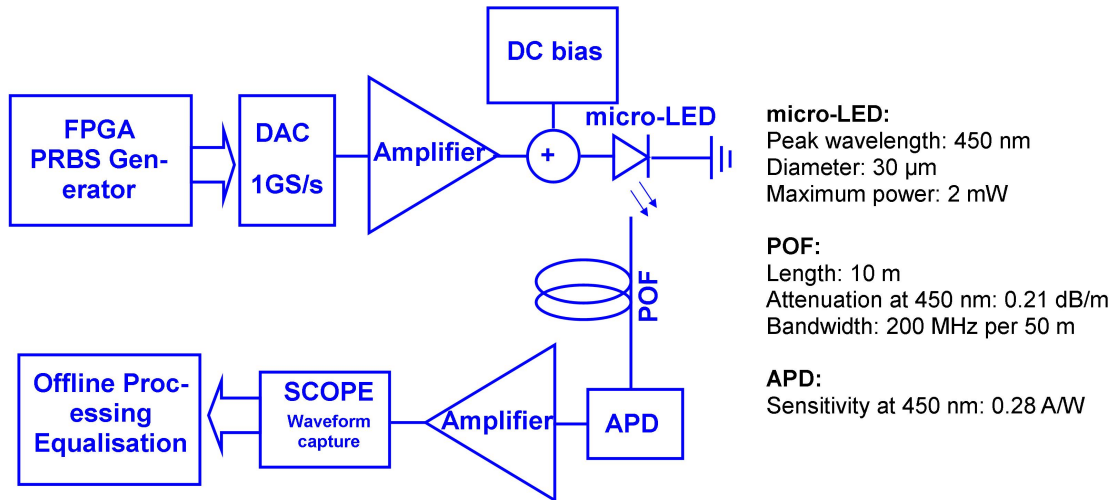 DC bias
FPGA
PRBS Gen-
erator
DAC
1GS/s
Amplifier
+
micro-LED
POF
Offline Proc-
essing
Equalisation
SCOPE
Waveform
capture
Amplifier
APD
micro-LED:
Peak wavelength: 450 nm
Diameter: 30 µm
Maximum power: 2 mW
POF:
Length: 10 m
Attenuation at 450 nm: 0.21 dB/m
Bandwidth: 200 MHz per 50 m
APD:
Sensitivity at 450 nm: 0.28 A/W